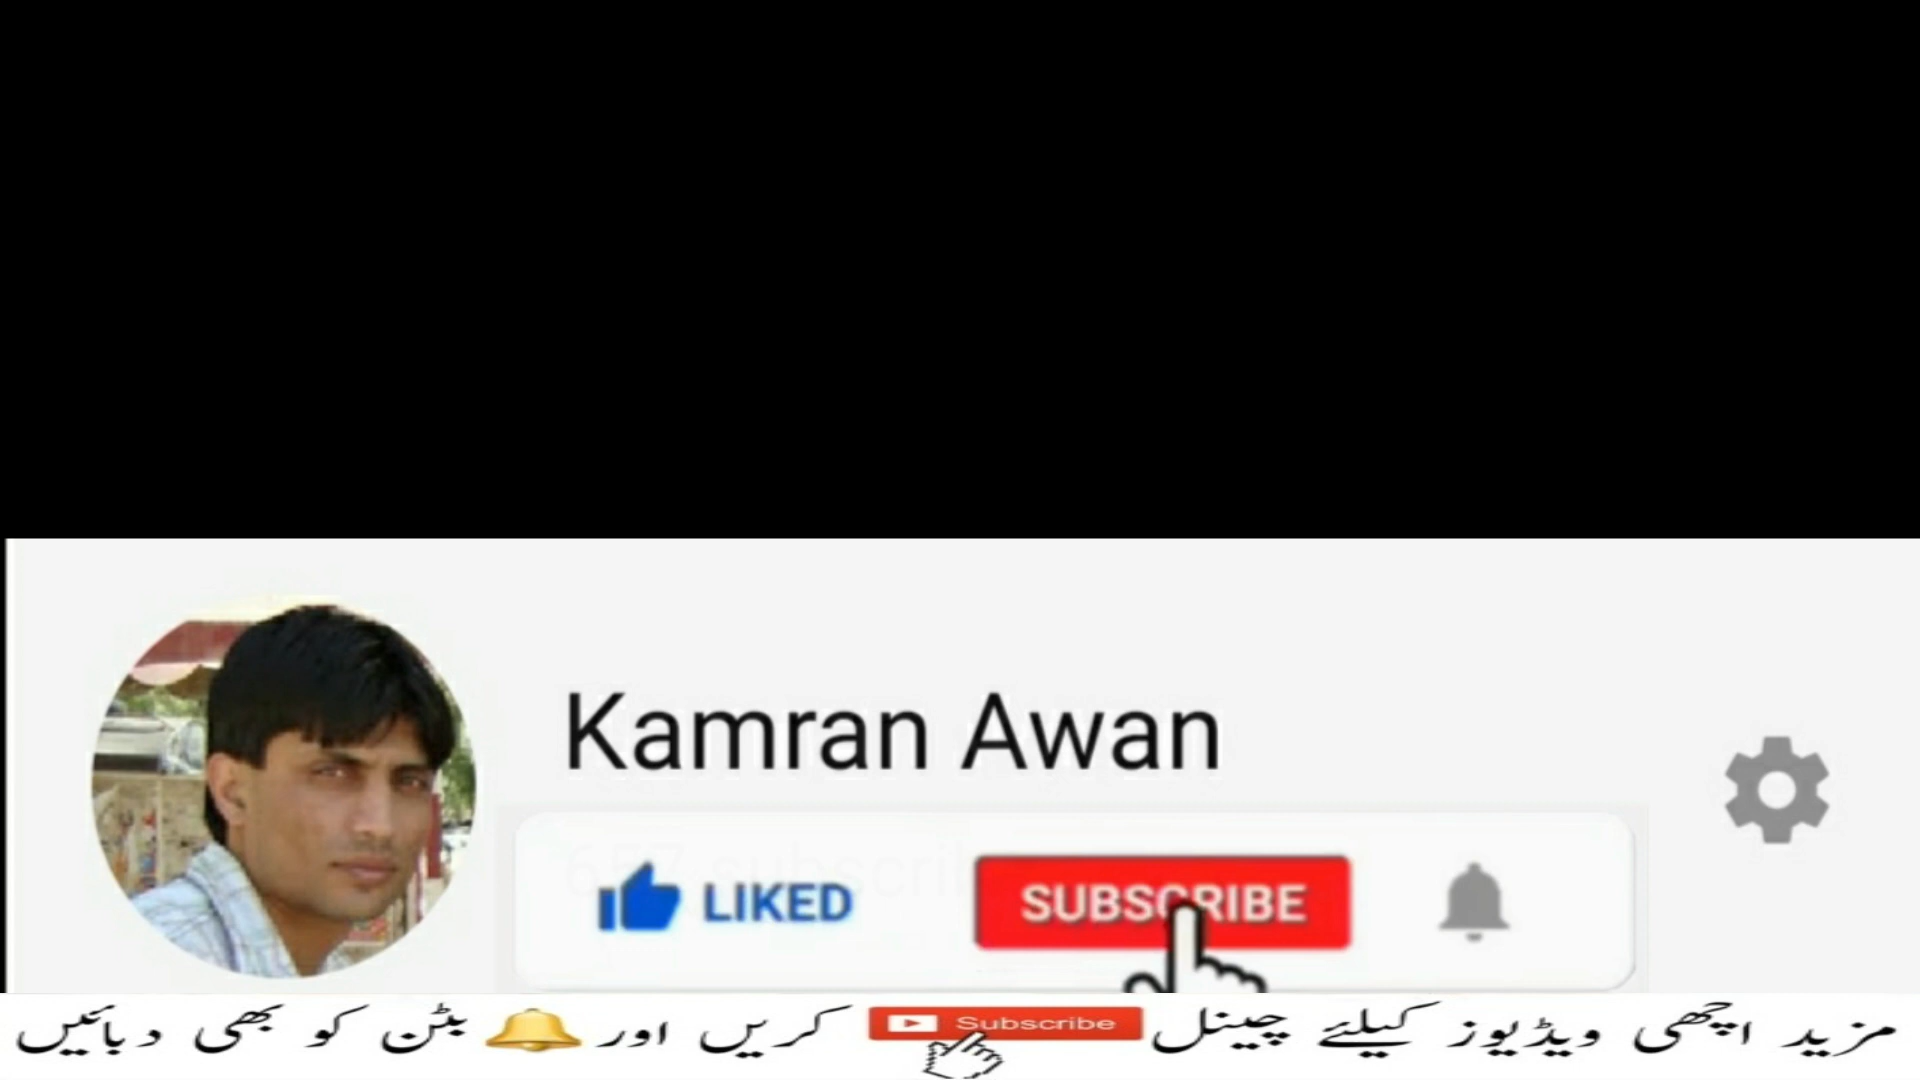 Kamran Awan
LIKED SUBSCRIBE
مزید اچھی ویڈیوز کیلئے چینل Subscribe کریں اور بٹن کو بھی دبائیں